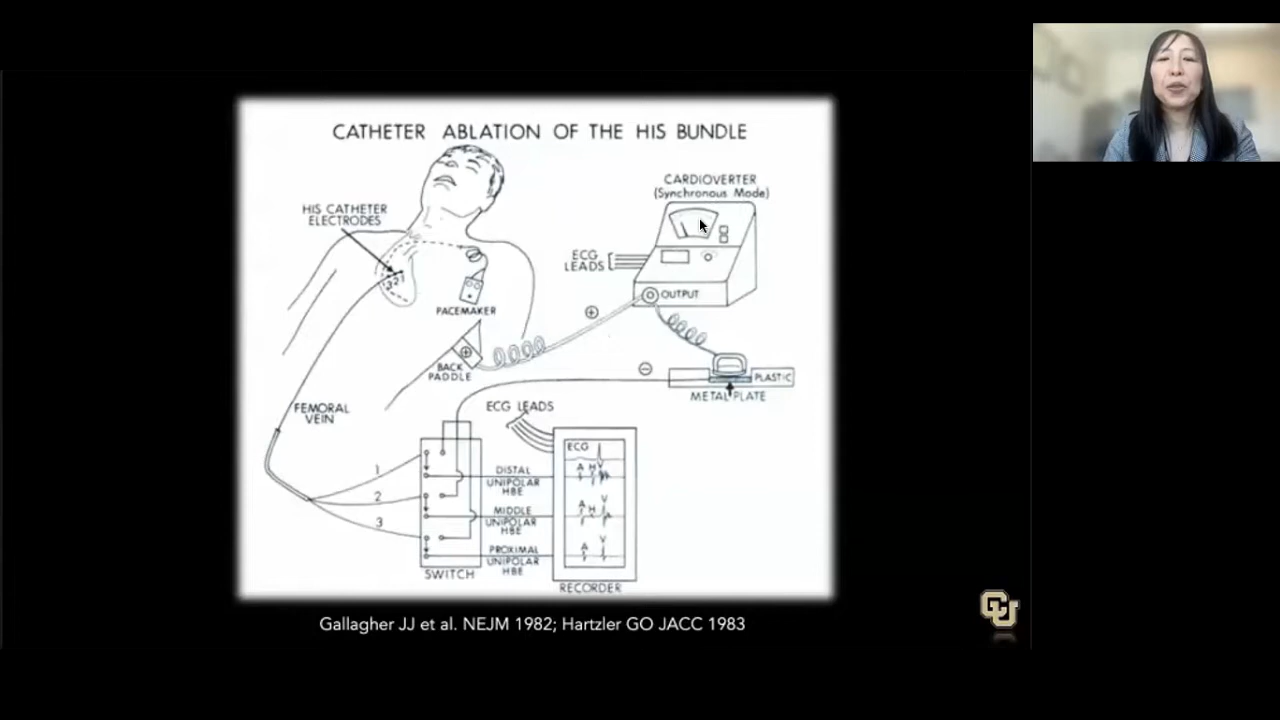 CATHETER ABLATION OF THE HIS BUNDLE
CARDIOVERTER
(Synchronous Mode)
HIS CATHETER
ELECTRODES
ECG
LEADS
OUTPUT
321
PACEMAKER
+
+
BACK
PADDLE
−
PLASTIC
METAL PLATE
FEMORAL
VEIN
ECG LEADS
ECG
1
A H V
DISTAL
UNIPOLAR
HBE
2
A H V
MIDDLE
UNIPOLAR
HBE
3
A V
PROXIMAL
UNIPOLAR
HBE
SWITCH
RECORDER
Gallagher JJ et al. NEJM 1982; Hartzler GO JACC 1983
CU